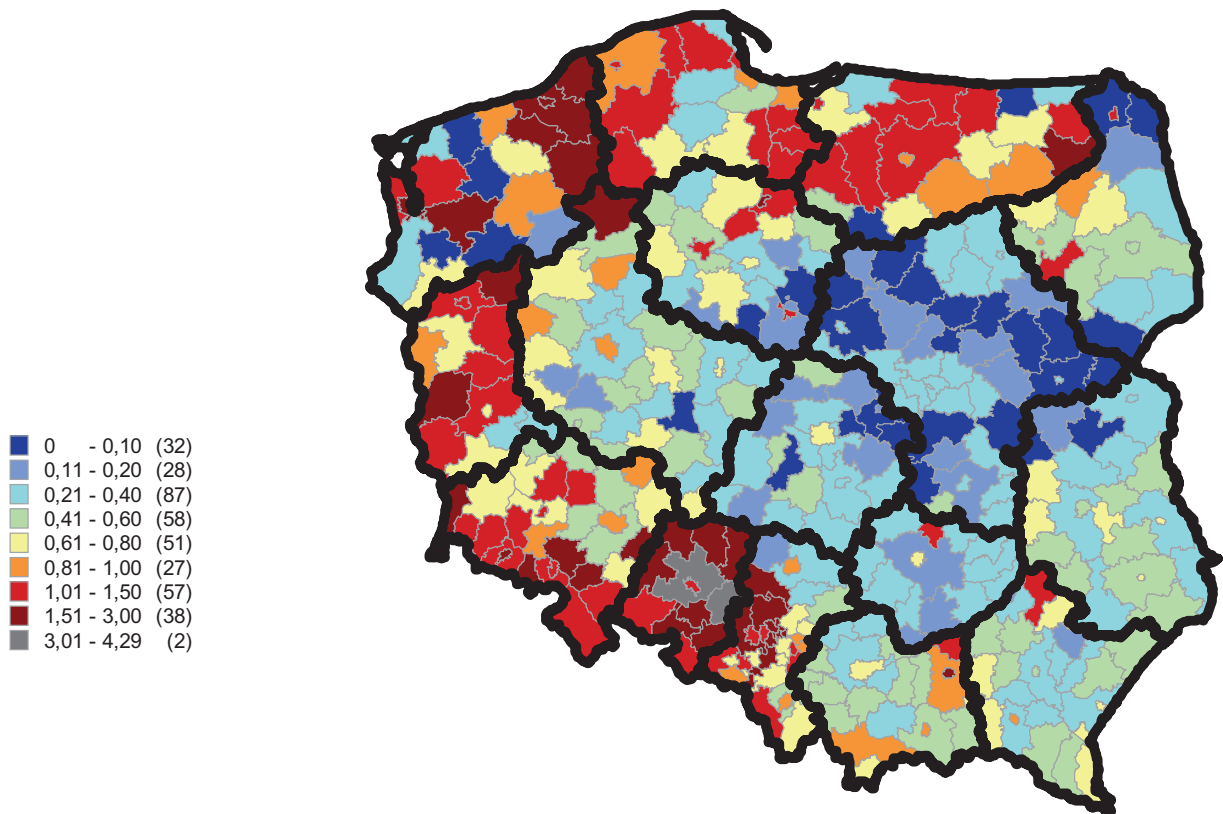 0 - 0,10 (32)
0,11 - 0,20 (28)
0,21 - 0,40 (87)
0,41 - 0,60 (58)
0,61 - 0,80 (51)
0,81 - 1,00 (27)
1,01 - 1,50 (57)
1,51 - 3,00 (38)
3,01 - 4,29 (2)